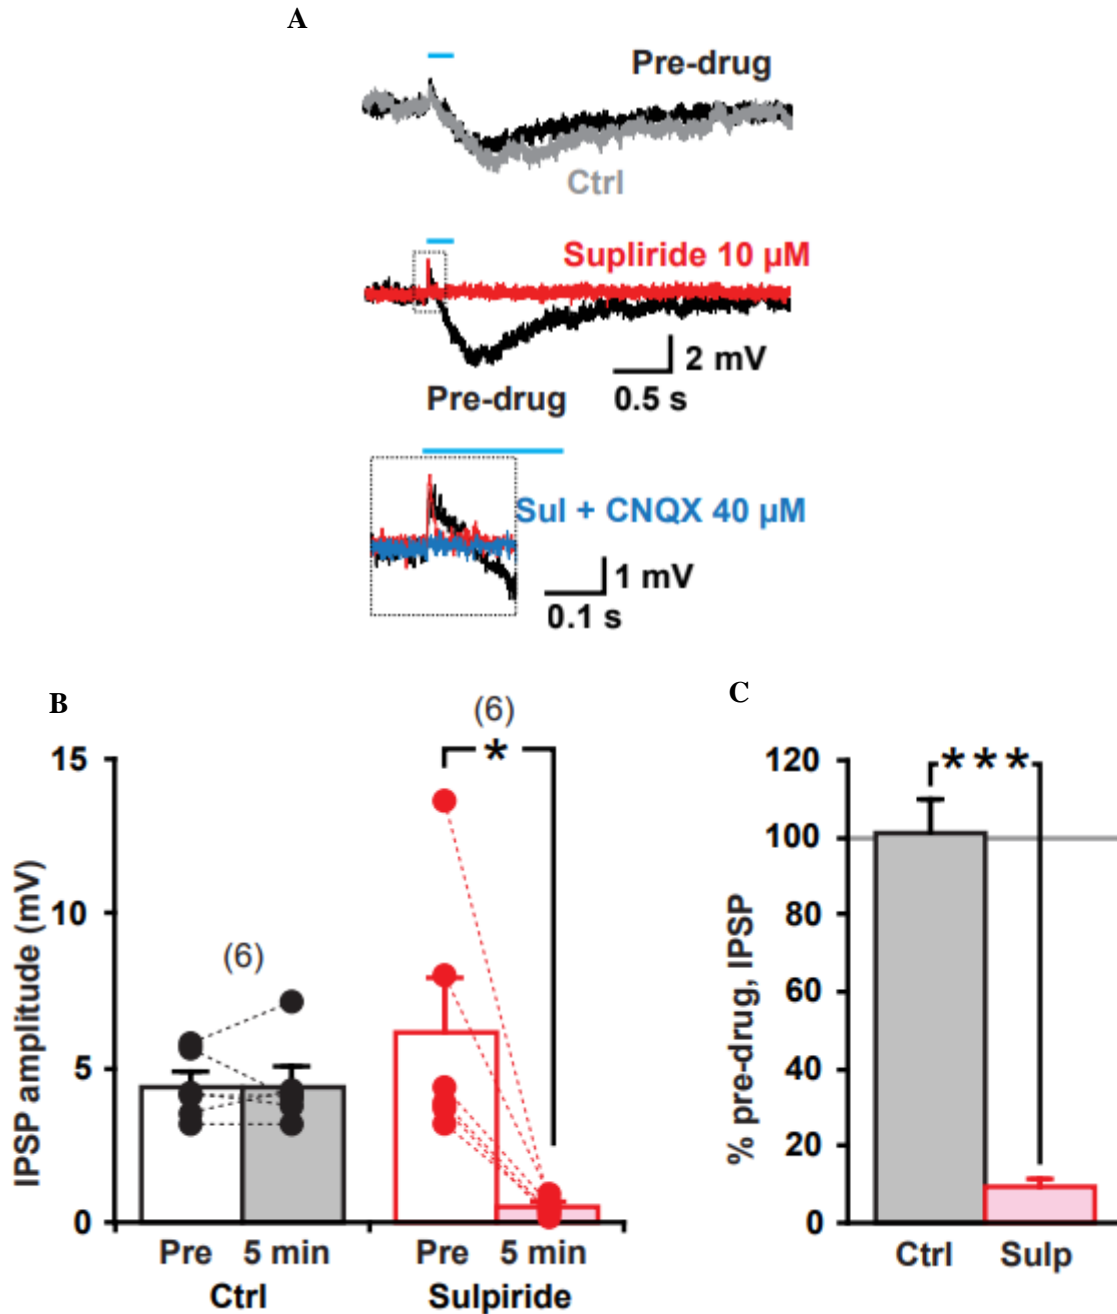 A
Pre-drug
Ctrl
Supliride 10 µM
2 mV
0.5 s
Pre-drug
Sul + CNQX 40 µM
1 mV
0.1 s
B
(6)
*
15
10
5
0
IPSP amplitude (mV)
(6)
Pre 5 min
Ctrl
Pre 5 min
Sulpiride
C
***
120
100
80
60
40
20
0
% pre-drug, IPSP
Ctrl Sulp